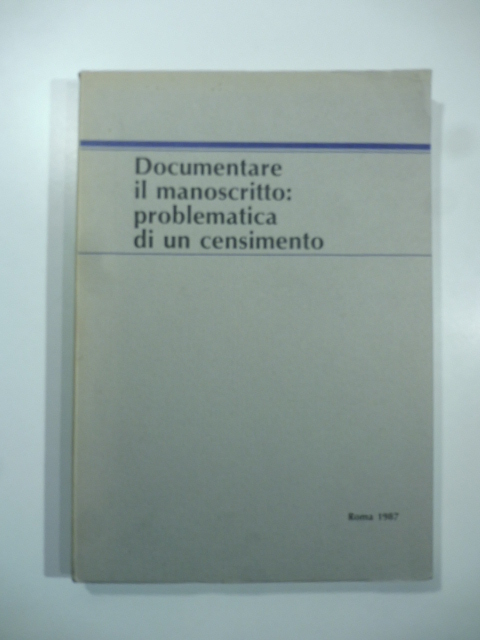 Documentare
il manoscritto:
problematica
di un censimento
Roma 1987